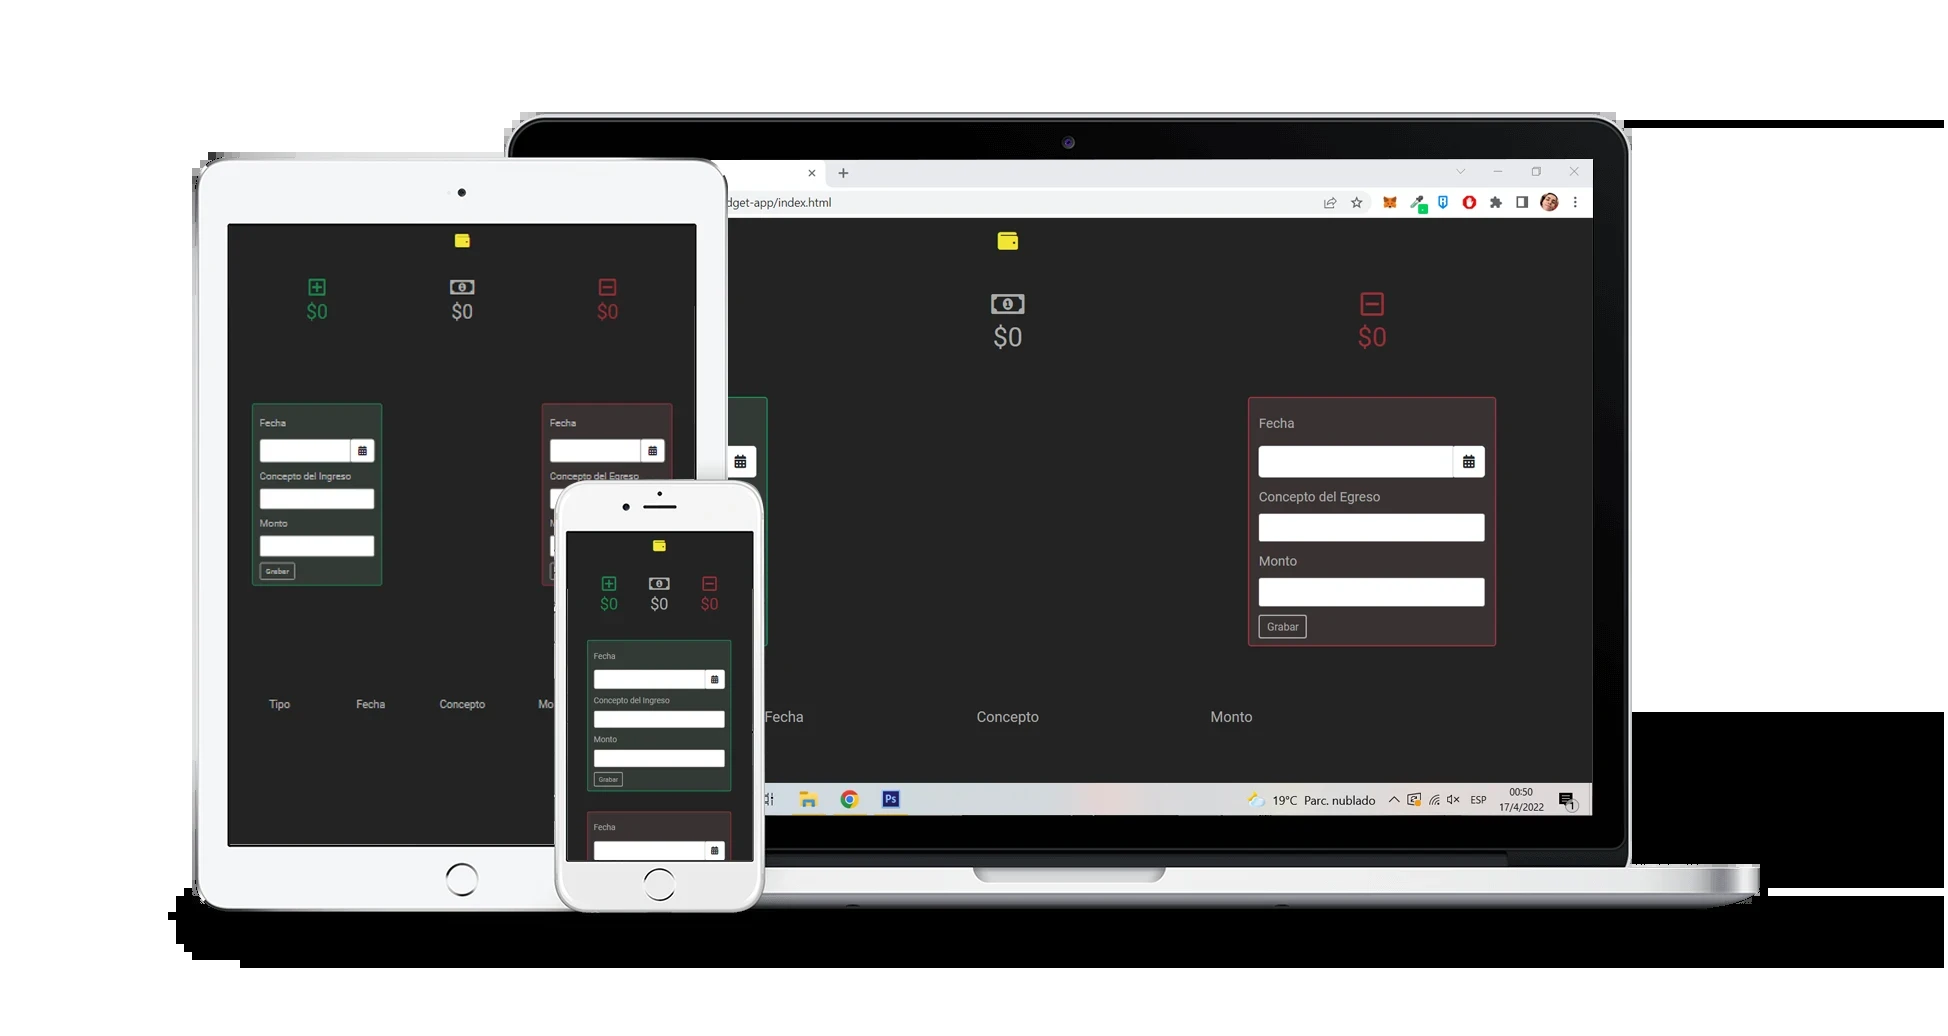 dget-app/index.html
$0
$0
$0
Fecha
Concepto del Ingreso
Monto
Grabar
Fecha
Concepto del Egreso
Tipo
Fecha
Concepto
Mo
$0
$0
$0
Fecha
Concepto del Ingreso
Monto
Grabar
Fecha
$0
$0
Fecha
Concepto del Egreso
Monto
Grabar
Fecha
Concepto
Monto
Ps
19°C Parc. nublado
ESP
00:50
17/4/2022
1